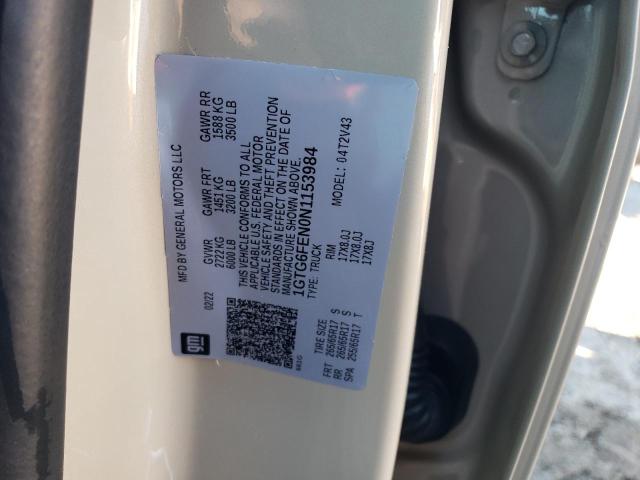 MFD BY GENERAL MOTORS LLC
02/22 GVWR GAWR FRT GAWR RR
2722 KG 1451 KG 1588 KG
6000 LB 3200 LB 3500 LB
THIS VEHICLE CONFORMS TO ALL
APPLICABLE U.S. FEDERAL MOTOR
VEHICLE SAFETY AND THEFT PREVENTION
STANDARDS IN EFFECT ON THE DATE OF
MANUFACTURE SHOWN ABOVE.
1GTG6FEN0N1153984
TYPE: TRUCK MODEL: 04T2V43
TIRE SIZE RIM
FRT 265/65R17 S 17X8.0J
RR 265/65R17 S 17X8.0J
SPA 255/65R17 T 17X8J
gm